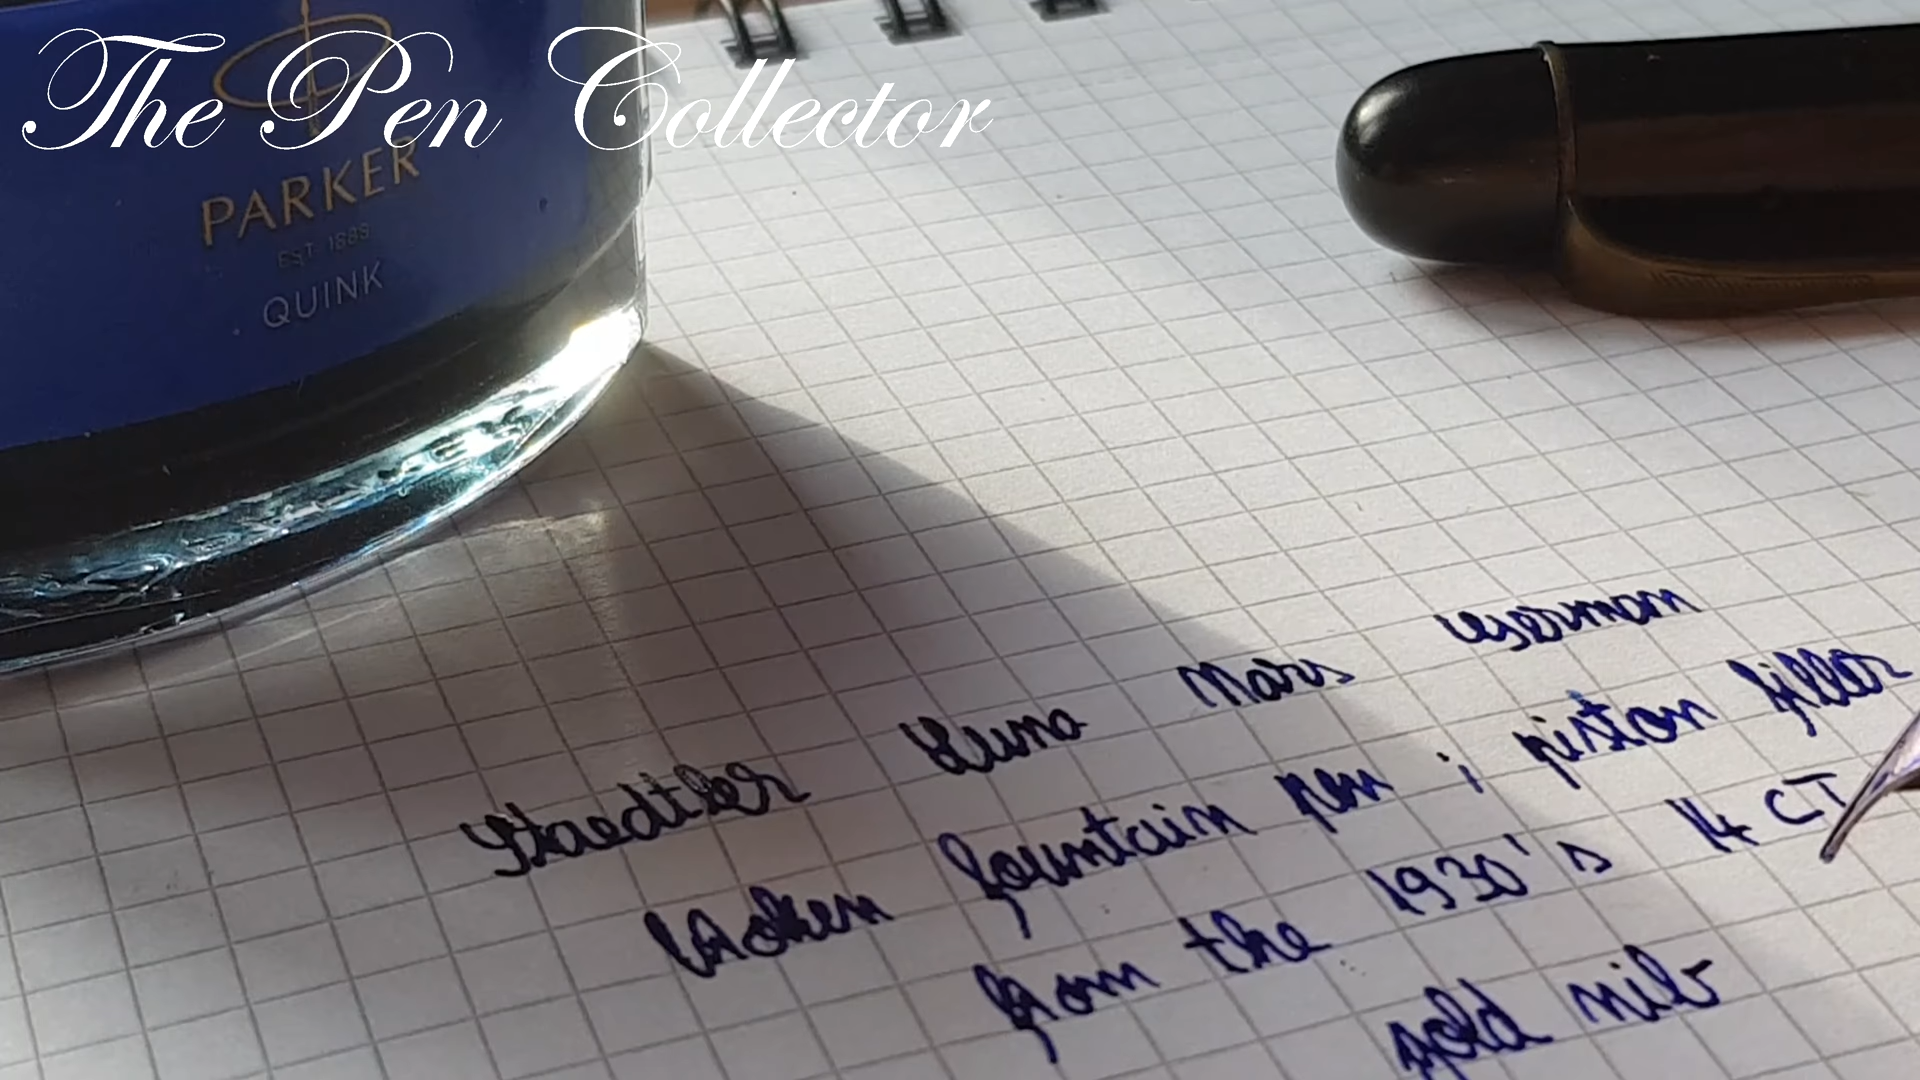 The Pen Collector
PARKER
EST. 1888
QUINK
Staedtler Luna Mars German
fountain pen ; piston filler
from the 1930's 14 CT
gold nib